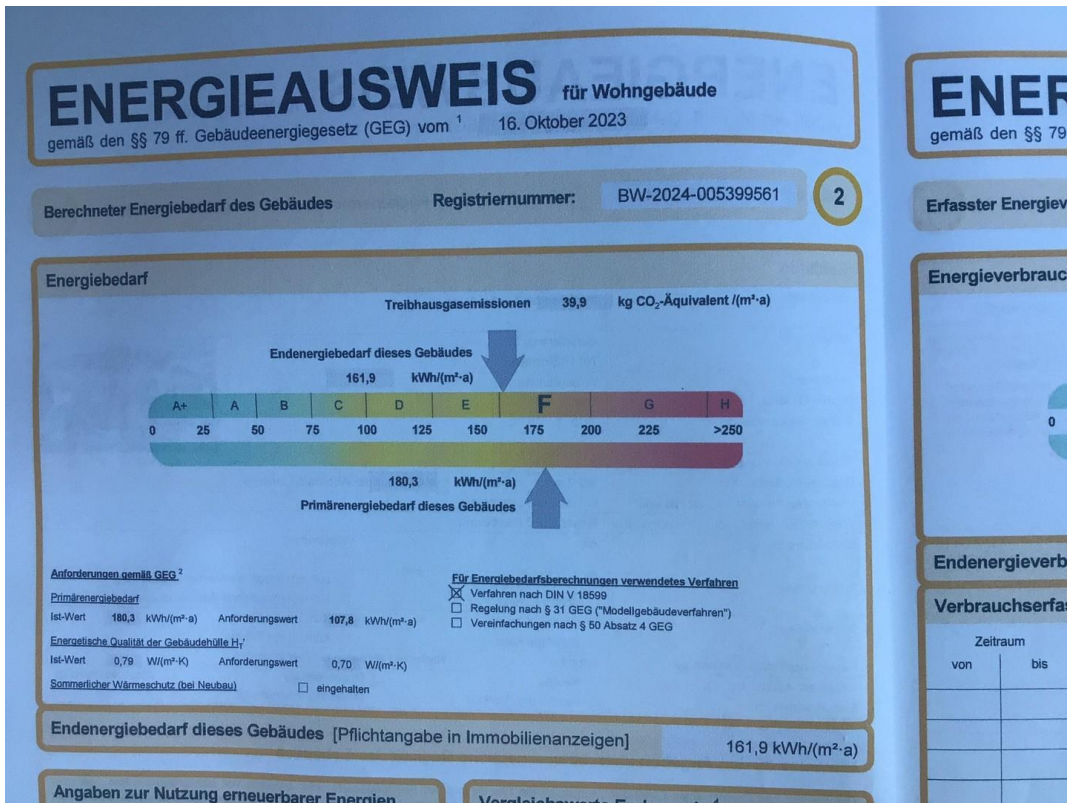 ENERGIEAUSWEIS für Wohngebäude
gemäß den §§ 79 ff. Gebäudeenergiegesetz (GEG) vom ¹ 16. Oktober 2023
Berechneter Energiebedarf des Gebäudes Registriernummer: BW-2024-005399561 2
Energiebedarf
Treibhausgasemissionen 39,9 kg CO₂-Äquivalent /(m²·a)
Endenergiebedarf dieses Gebäudes
161,9 kWh/(m²·a)
A+ A B C D E F G H
0 25 50 75 100 125 150 175 200 225 >250
180,3 kWh/(m²·a)
Primärenergiebedarf dieses Gebäudes
Anforderungen gemäß GEG ²
Primärenergiebedarf
Ist-Wert 180,3 kWh/(m²·a) Anforderungswert 107,8 kWh/(m²·a)
Energetische Qualität der Gebäudehülle H_T'
Ist-Wert 0,79 W/(m²·K) Anforderungswert 0,70 W/(m²·K)
Sommerlicher Wärmeschutz (bei Neubau) ☐ eingehalten
Für Energiebedarfsberechnungen verwendetes Verfahren
☒ Verfahren nach DIN V 18599
☐ Regelung nach § 31 GEG ("Modellgebäudeverfahren")
☐ Vereinfachungen nach § 50 Absatz 4 GEG
Endenergiebedarf dieses Gebäudes [Pflichtangabe in Immobilienanzeigen] 161,9 kWh/(m²·a)
Angaben zur Nutzung erneuerbarer Energien
ENER
gemäß den §§ 79
Erfasster Energiev
Energieverbrauc
0
Endenergieverb
Verbrauchserfas
Zeitraum
von bis